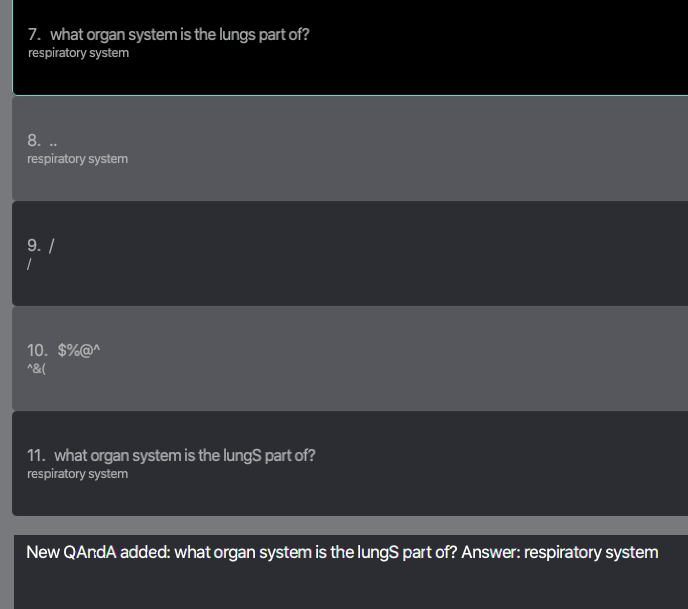 7. what organ system is the lungs part of?
respiratory system
8. ..
respiratory system
9. /
/
10. $%@^
^&(
11. what organ system is the lungS part of?
respiratory system
New QAndA added: what organ system is the lungS part of? Answer: respiratory system